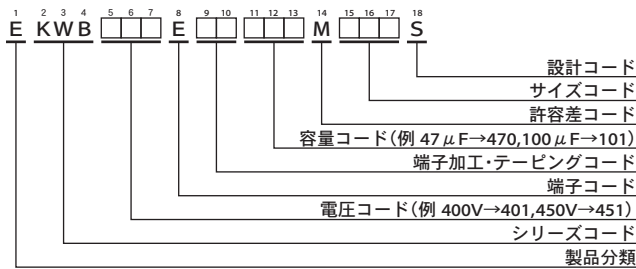 1 2 3 4 5 6 7 8 9 10 11 12 13 14 15 16 17 18
E KWB □□□ E □□ □□□ M □□□ S
設計コード
サイズコード
許容差コード
容量コード(例 47μF→470,100μF→101)
端子加工・テーピングコード
端子コード
電圧コード(例 400V→401,450V→451)
シリーズコード
製品分類